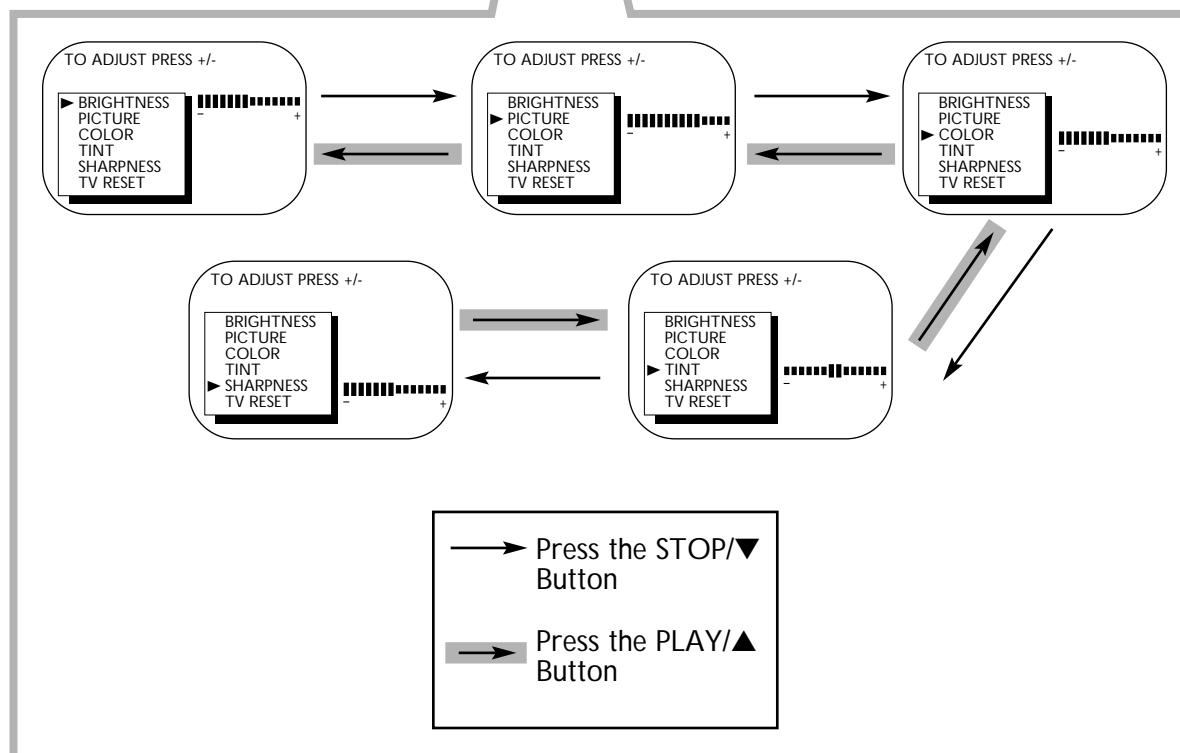 TO ADJUST PRESS +/-
► BRIGHTNESS
PICTURE
COLOR
TINT
SHARPNESS
TV RESET
– +
TO ADJUST PRESS +/-
BRIGHTNESS
► PICTURE
COLOR
TINT
SHARPNESS
TV RESET
– +
TO ADJUST PRESS +/-
BRIGHTNESS
PICTURE
► COLOR
TINT
SHARPNESS
TV RESET
– +
TO ADJUST PRESS +/-
BRIGHTNESS
PICTURE
COLOR
TINT
► SHARPNESS
TV RESET
– +
TO ADJUST PRESS +/-
BRIGHTNESS
PICTURE
COLOR
► TINT
SHARPNESS
TV RESET
– +
Press the STOP/▼
Button
Press the PLAY/▲
Button